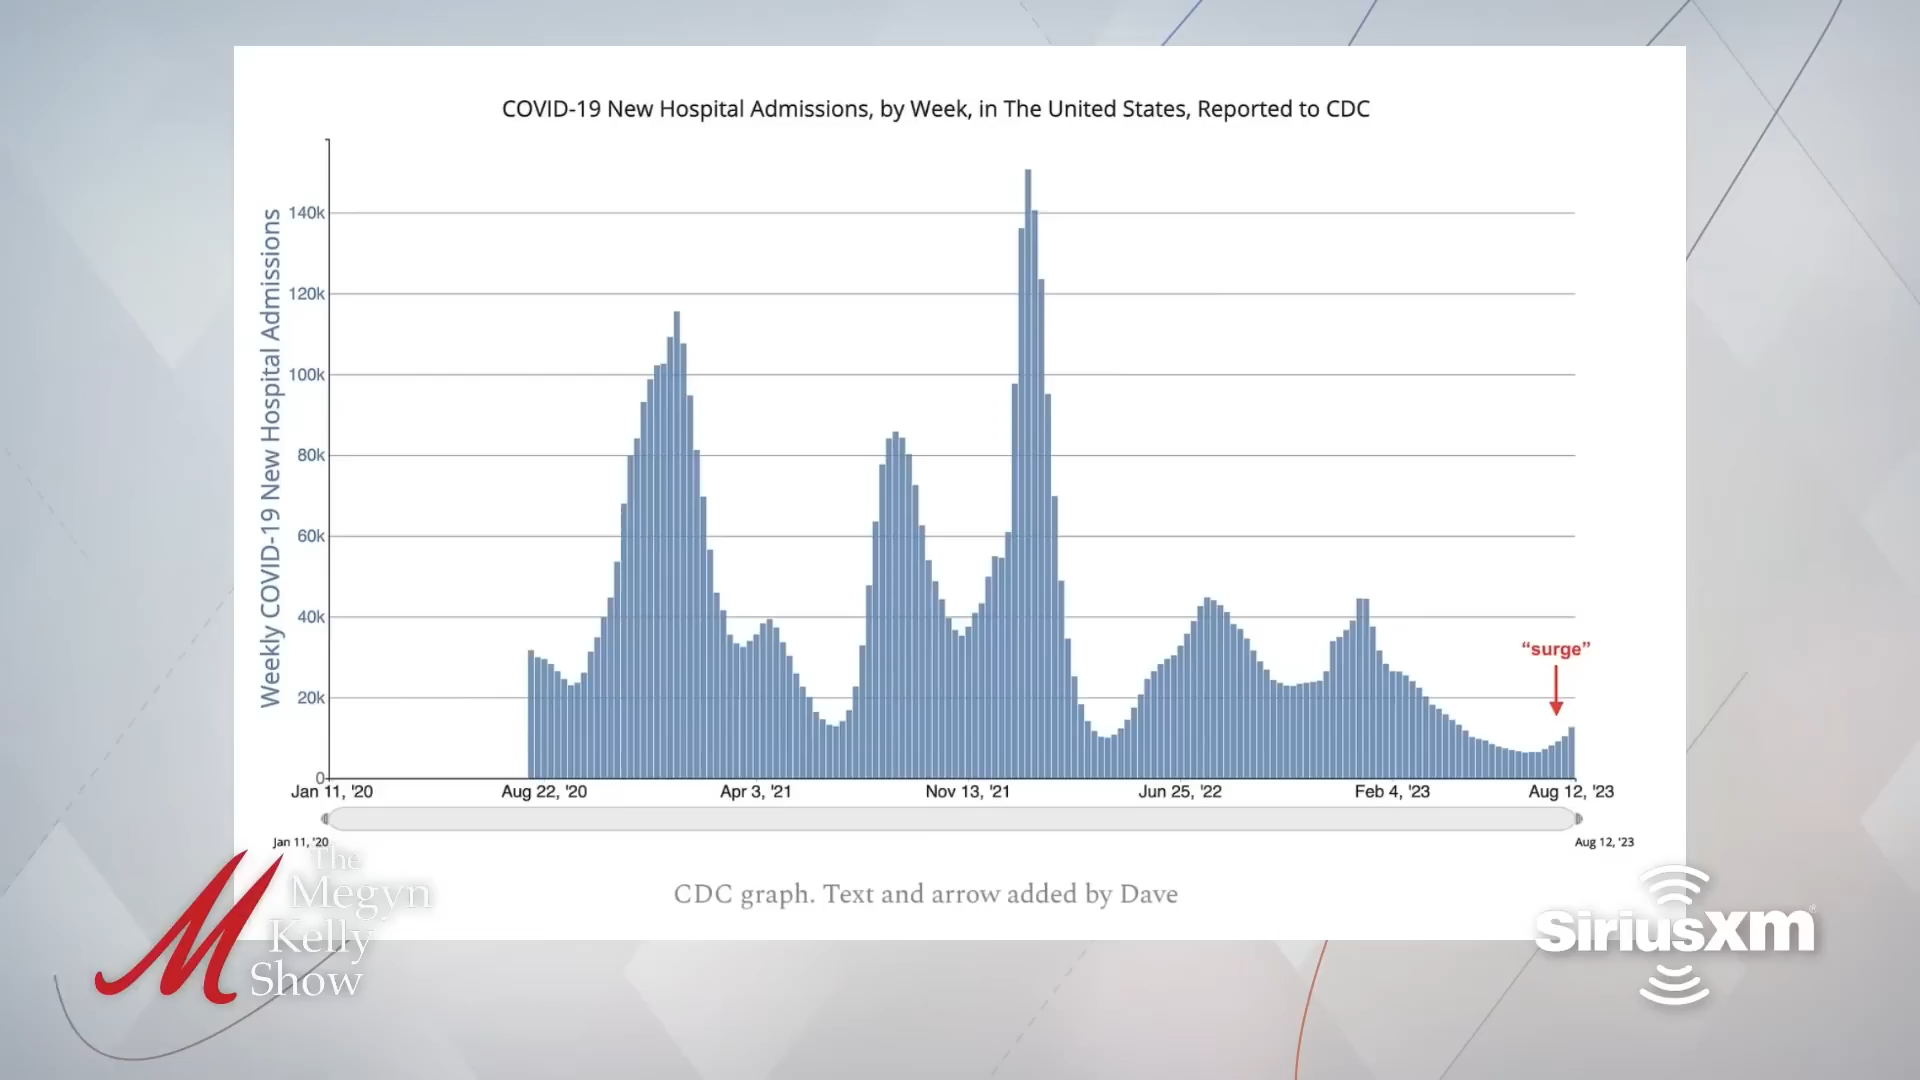 COVID-19 New Hospital Admissions, by Week, in The United States, Reported to CDC
Weekly COVID-19 New Hospital Admissions
140k
120k
100k
80k
60k
40k
20k
0
"surge"
Jan 11, '20
Aug 22, '20
Apr 3, '21
Nov 13, '21
Jun 25, '22
Feb 4, '23
Aug 12, '23
Jan 11, '20
Aug 12, '23
CDC graph. Text and arrow added by Dave
M
The
Megyn
Kelly
Show
SiriusXM®